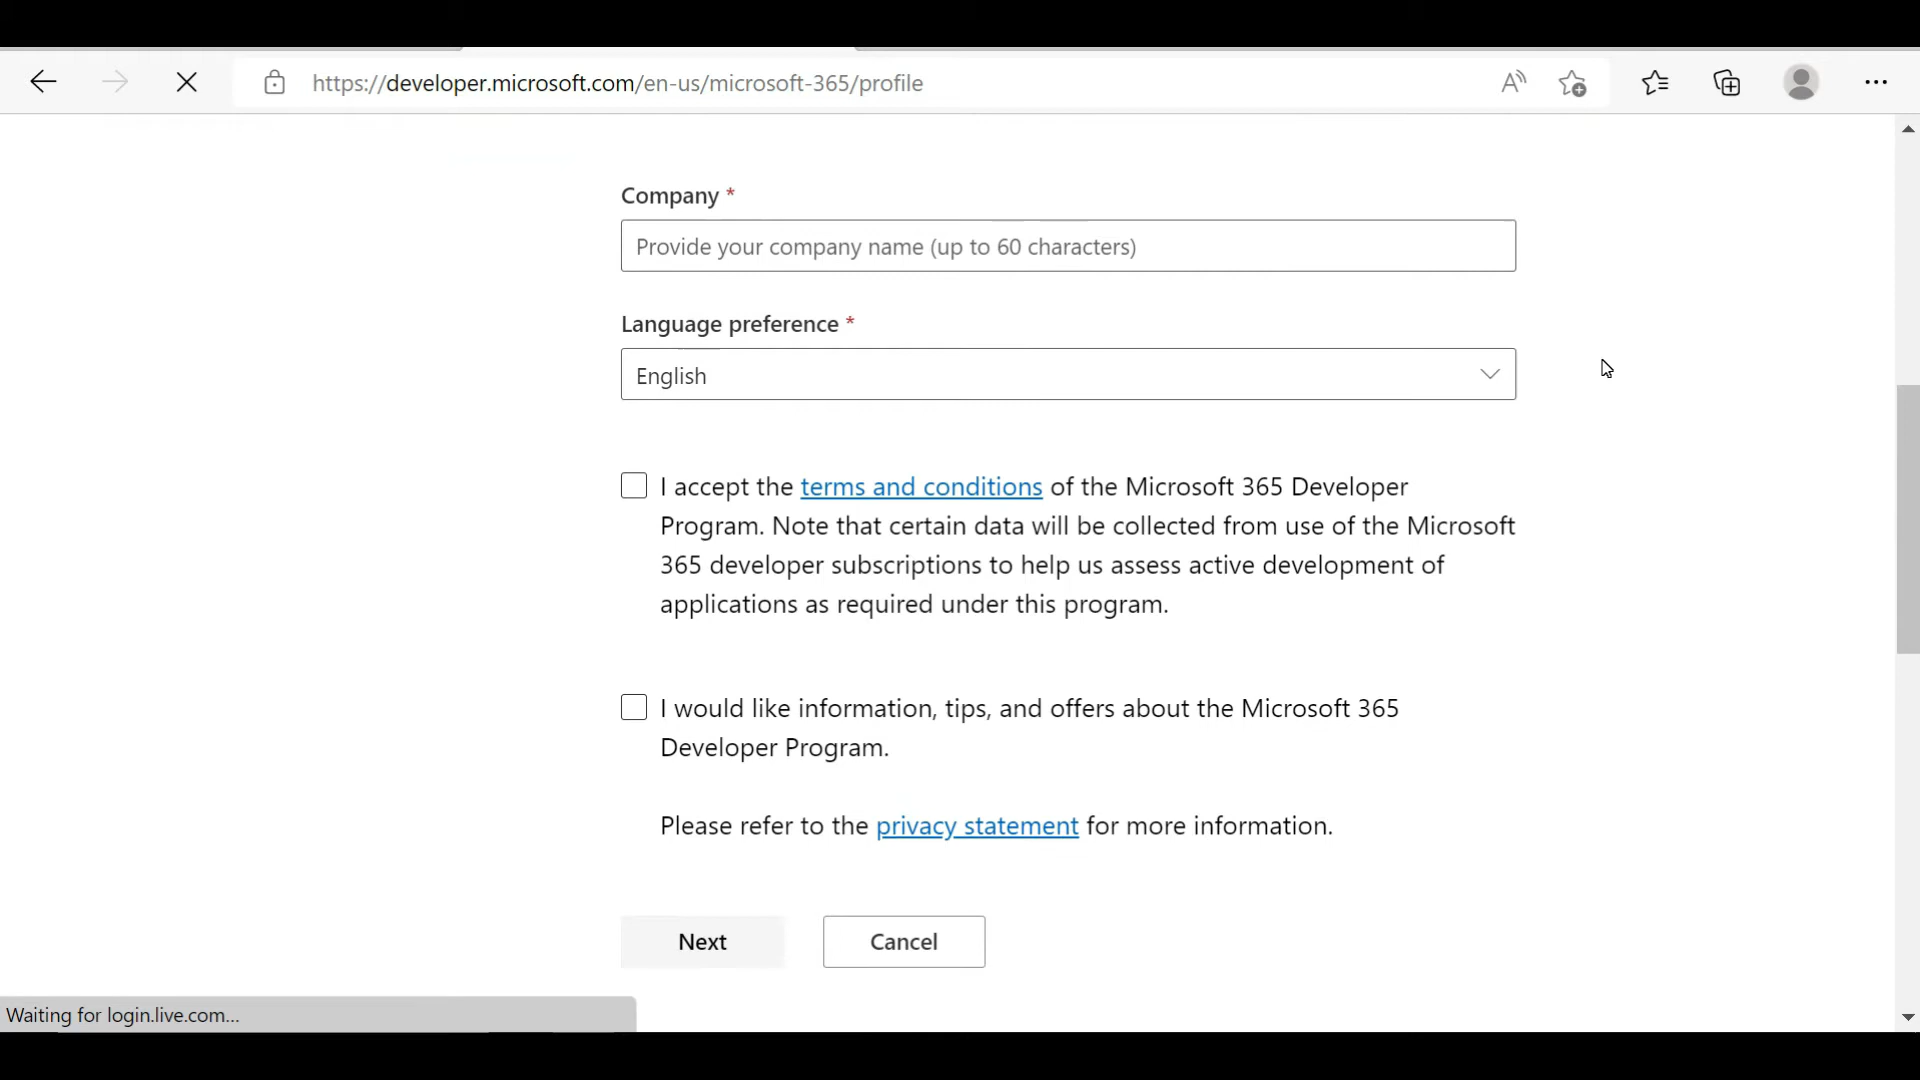 https://developer.microsoft.com/en-us/microsoft-365/profile
Company *
Provide your company name (up to 60 characters)
Language preference *
English
I accept the terms and conditions of the Microsoft 365 Developer
Program. Note that certain data will be collected from use of the Microsoft
365 developer subscriptions to help us assess active development of
applications as required under this program.
I would like information, tips, and offers about the Microsoft 365
Developer Program.
Please refer to the privacy statement for more information.
Next
Cancel
Waiting for login.live.com...